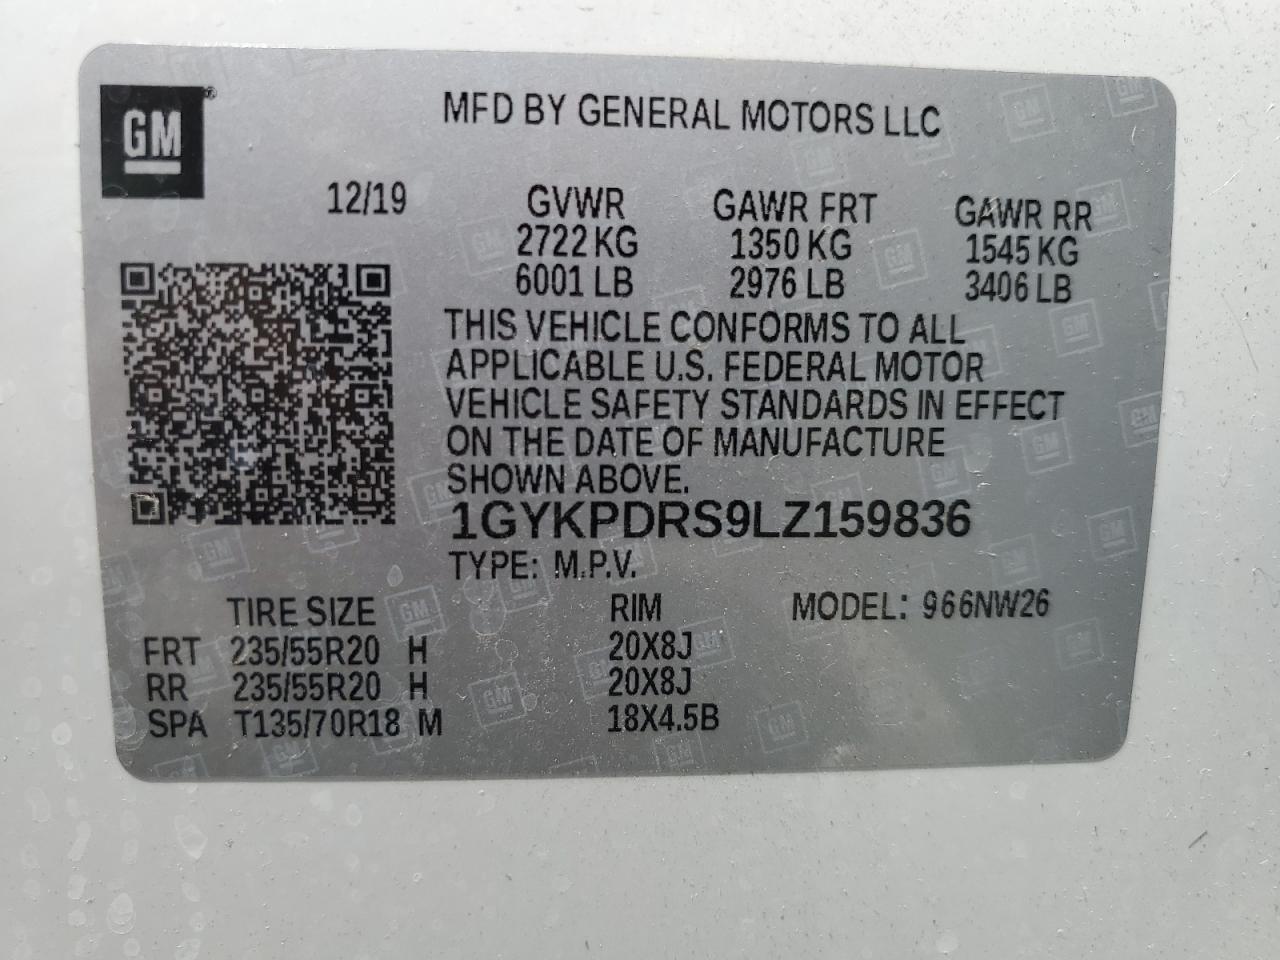 GM
MFD BY GENERAL MOTORS LLC
12/19 GVWR GAWR FRT GAWR RR
2722 KG 1350 KG 1545 KG
6001 LB 2976 LB 3406 LB
THIS VEHICLE CONFORMS TO ALL
APPLICABLE U.S. FEDERAL MOTOR
VEHICLE SAFETY STANDARDS IN EFFECT
ON THE DATE OF MANUFACTURE
SHOWN ABOVE.
1GYKPDRS9LZ159836
TYPE: M.P.V.
TIRE SIZE RIM MODEL: 966NW26
FRT 235/55R20 H 20X8J
RR 235/55R20 H 20X8J
SPA T135/70R18 M 18X4.5B